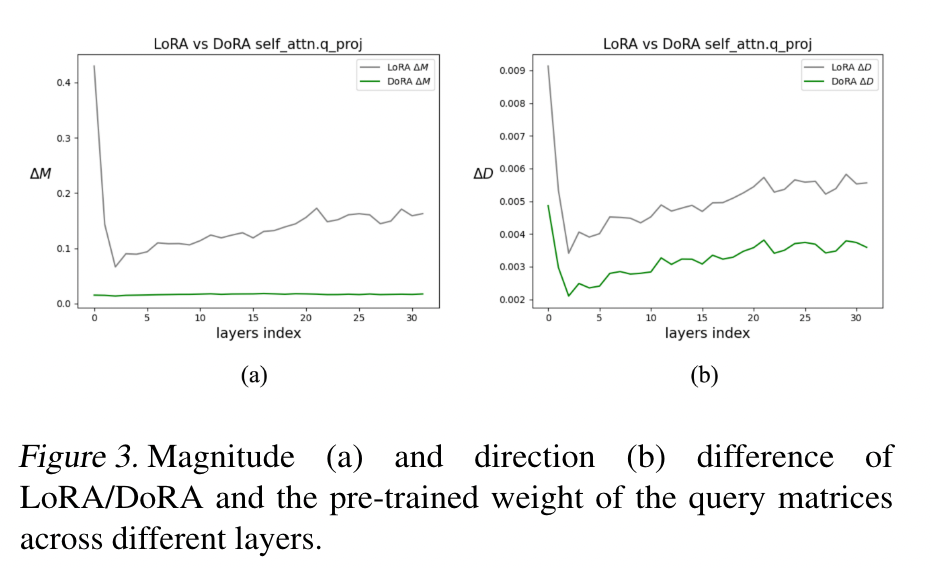 LoRA vs DoRA self_attn.q_proj
LoRA ΔM
DoRA ΔM
ΔM
0.4
0.3
0.2
0.1
0.0
0 5 10 15 20 25 30
layers index
(a)
LoRA vs DoRA self_attn.q_proj
LoRA ΔD
DoRA ΔD
ΔD
0.009
0.008
0.007
0.006
0.005
0.004
0.003
0.002
0 5 10 15 20 25 30
layers index
(b)
Figure 3. Magnitude (a) and direction (b) difference of
LoRA/DoRA and the pre-trained weight of the query matrices
across different layers.